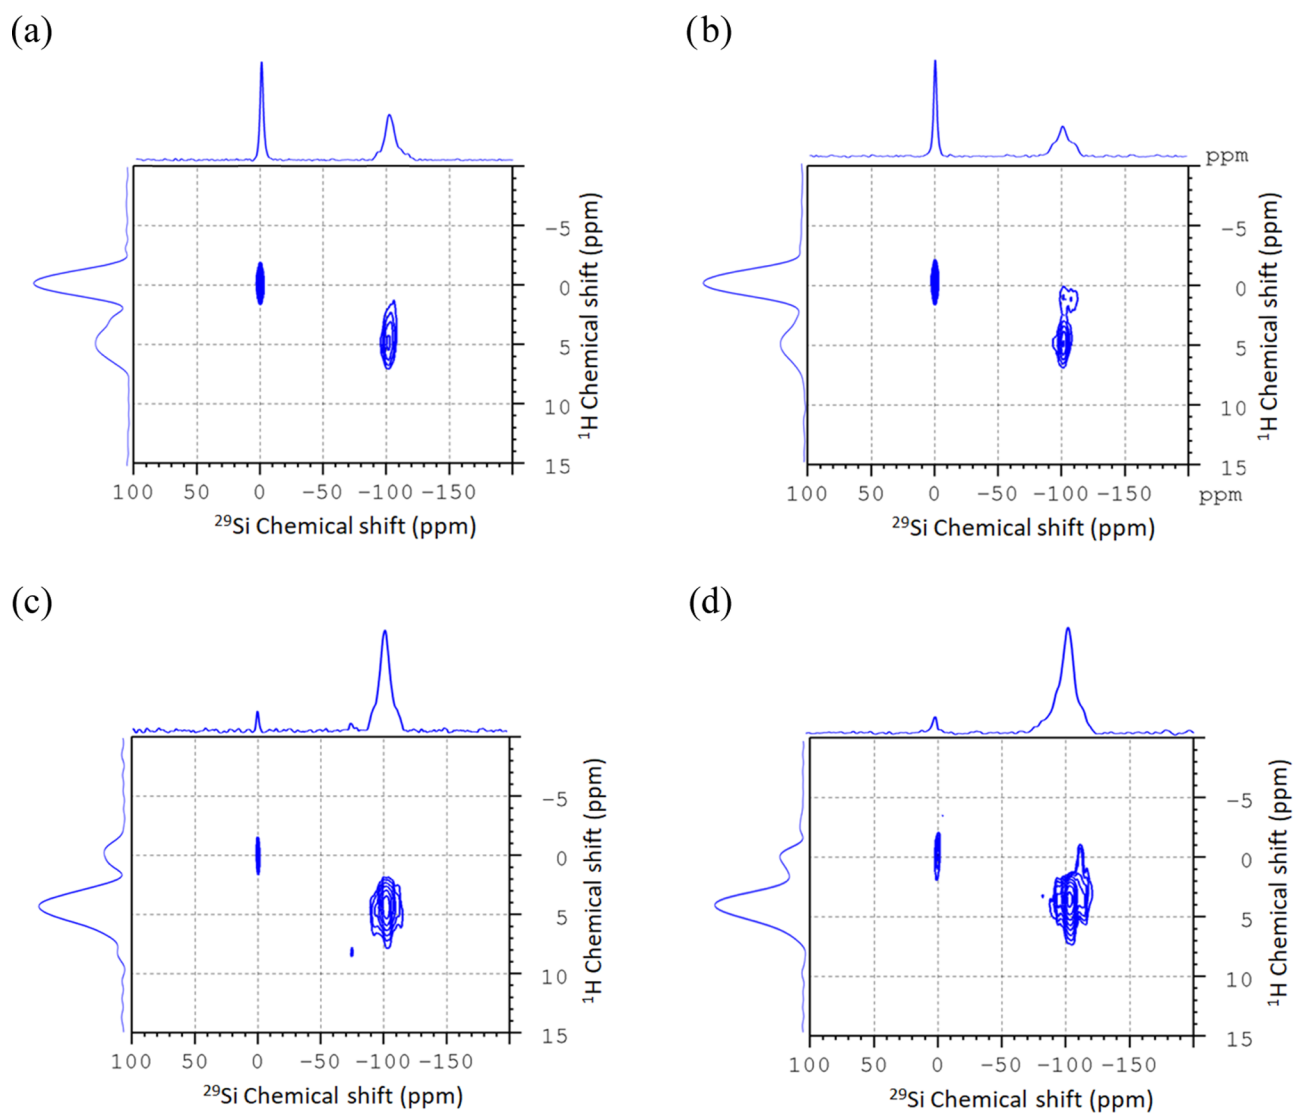 (a)
-5
0
5
10
15
¹H Chemical shift (ppm)
100 50 0 -50 -100 -150
²⁹Si Chemical shift (ppm)
(b)
ppm
-5
0
5
10
15
¹H Chemical shift (ppm)
100 50 0 -50 -100 -150 ppm
²⁹Si Chemical shift (ppm)
(c)
-5
0
5
10
15
¹H Chemical shift (ppm)
100 50 0 -50 -100 -150
²⁹Si Chemical shift (ppm)
(d)
-5
0
5
10
15
¹H Chemical shift (ppm)
100 50 0 -50 -100 -150
²⁹Si Chemical shift (ppm)